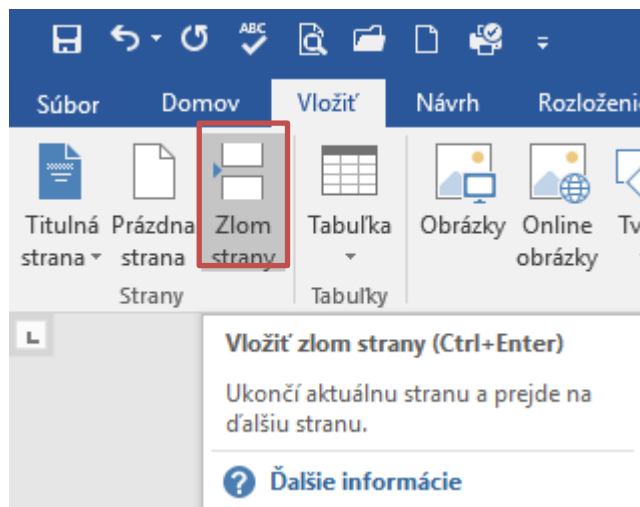 ABC
Súbor Domov Vložiť Návrh
Titulná Prázdna Zlom Tabuľka Obrázky Online
strana strana strany obrázky
Strany Tabuľky
L
Vložiť zlom strany (Ctrl+Enter)
Ukončí aktuálnu stranu a prejde na
ďalšiu stranu.
? Ďalšie informácie